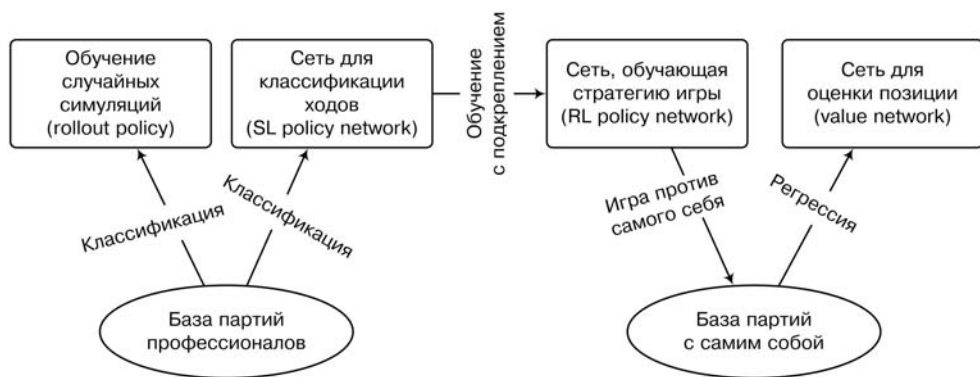 Обучение
случайных
симуляций
(rollout policy)
Сеть для
классификации
ходов
(SL policy network)
Обучение
с подкреплением
Сеть, обучающая
стратегию игры
(RL policy network)
Сеть для
оценки позиции
(value network)
Классификация
Классификация
Игра против
самого себя
Регрессия
База партий
профессионалов
База партий
с самим собой